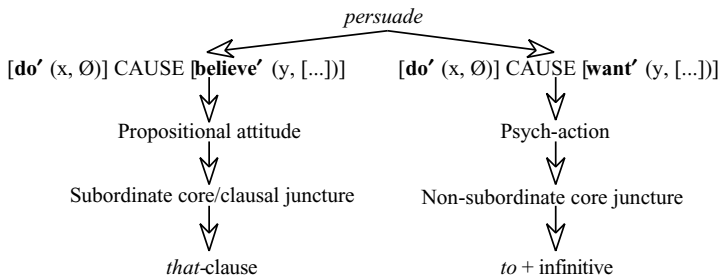 persuade
[do′ (x, Ø)] CAUSE [believe′ (y, [...])] [do′ (x, Ø)] CAUSE [want′ (y, [...])]
Propositional attitude Psych-action
Subordinate core/clausal juncture Non-subordinate core juncture
that-clause to + infinitive